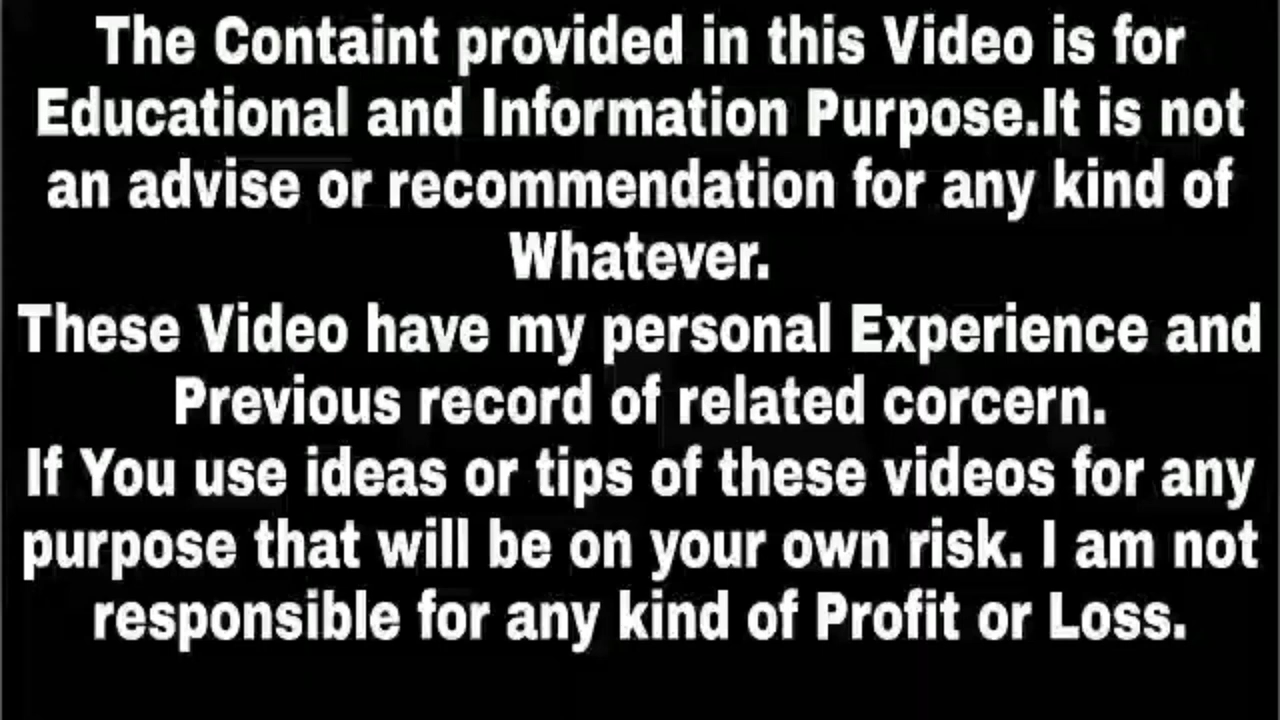 The Containt provided in this Video is for
Educational and Information Purpose.It is not
an advise or recommendation for any kind of
Whatever.
These Video have my personal Experience and
Previous record of related corcern.
If You use ideas or tips of these videos for any
purpose that will be on your own risk. I am not
responsible for any kind of Profit or Loss.